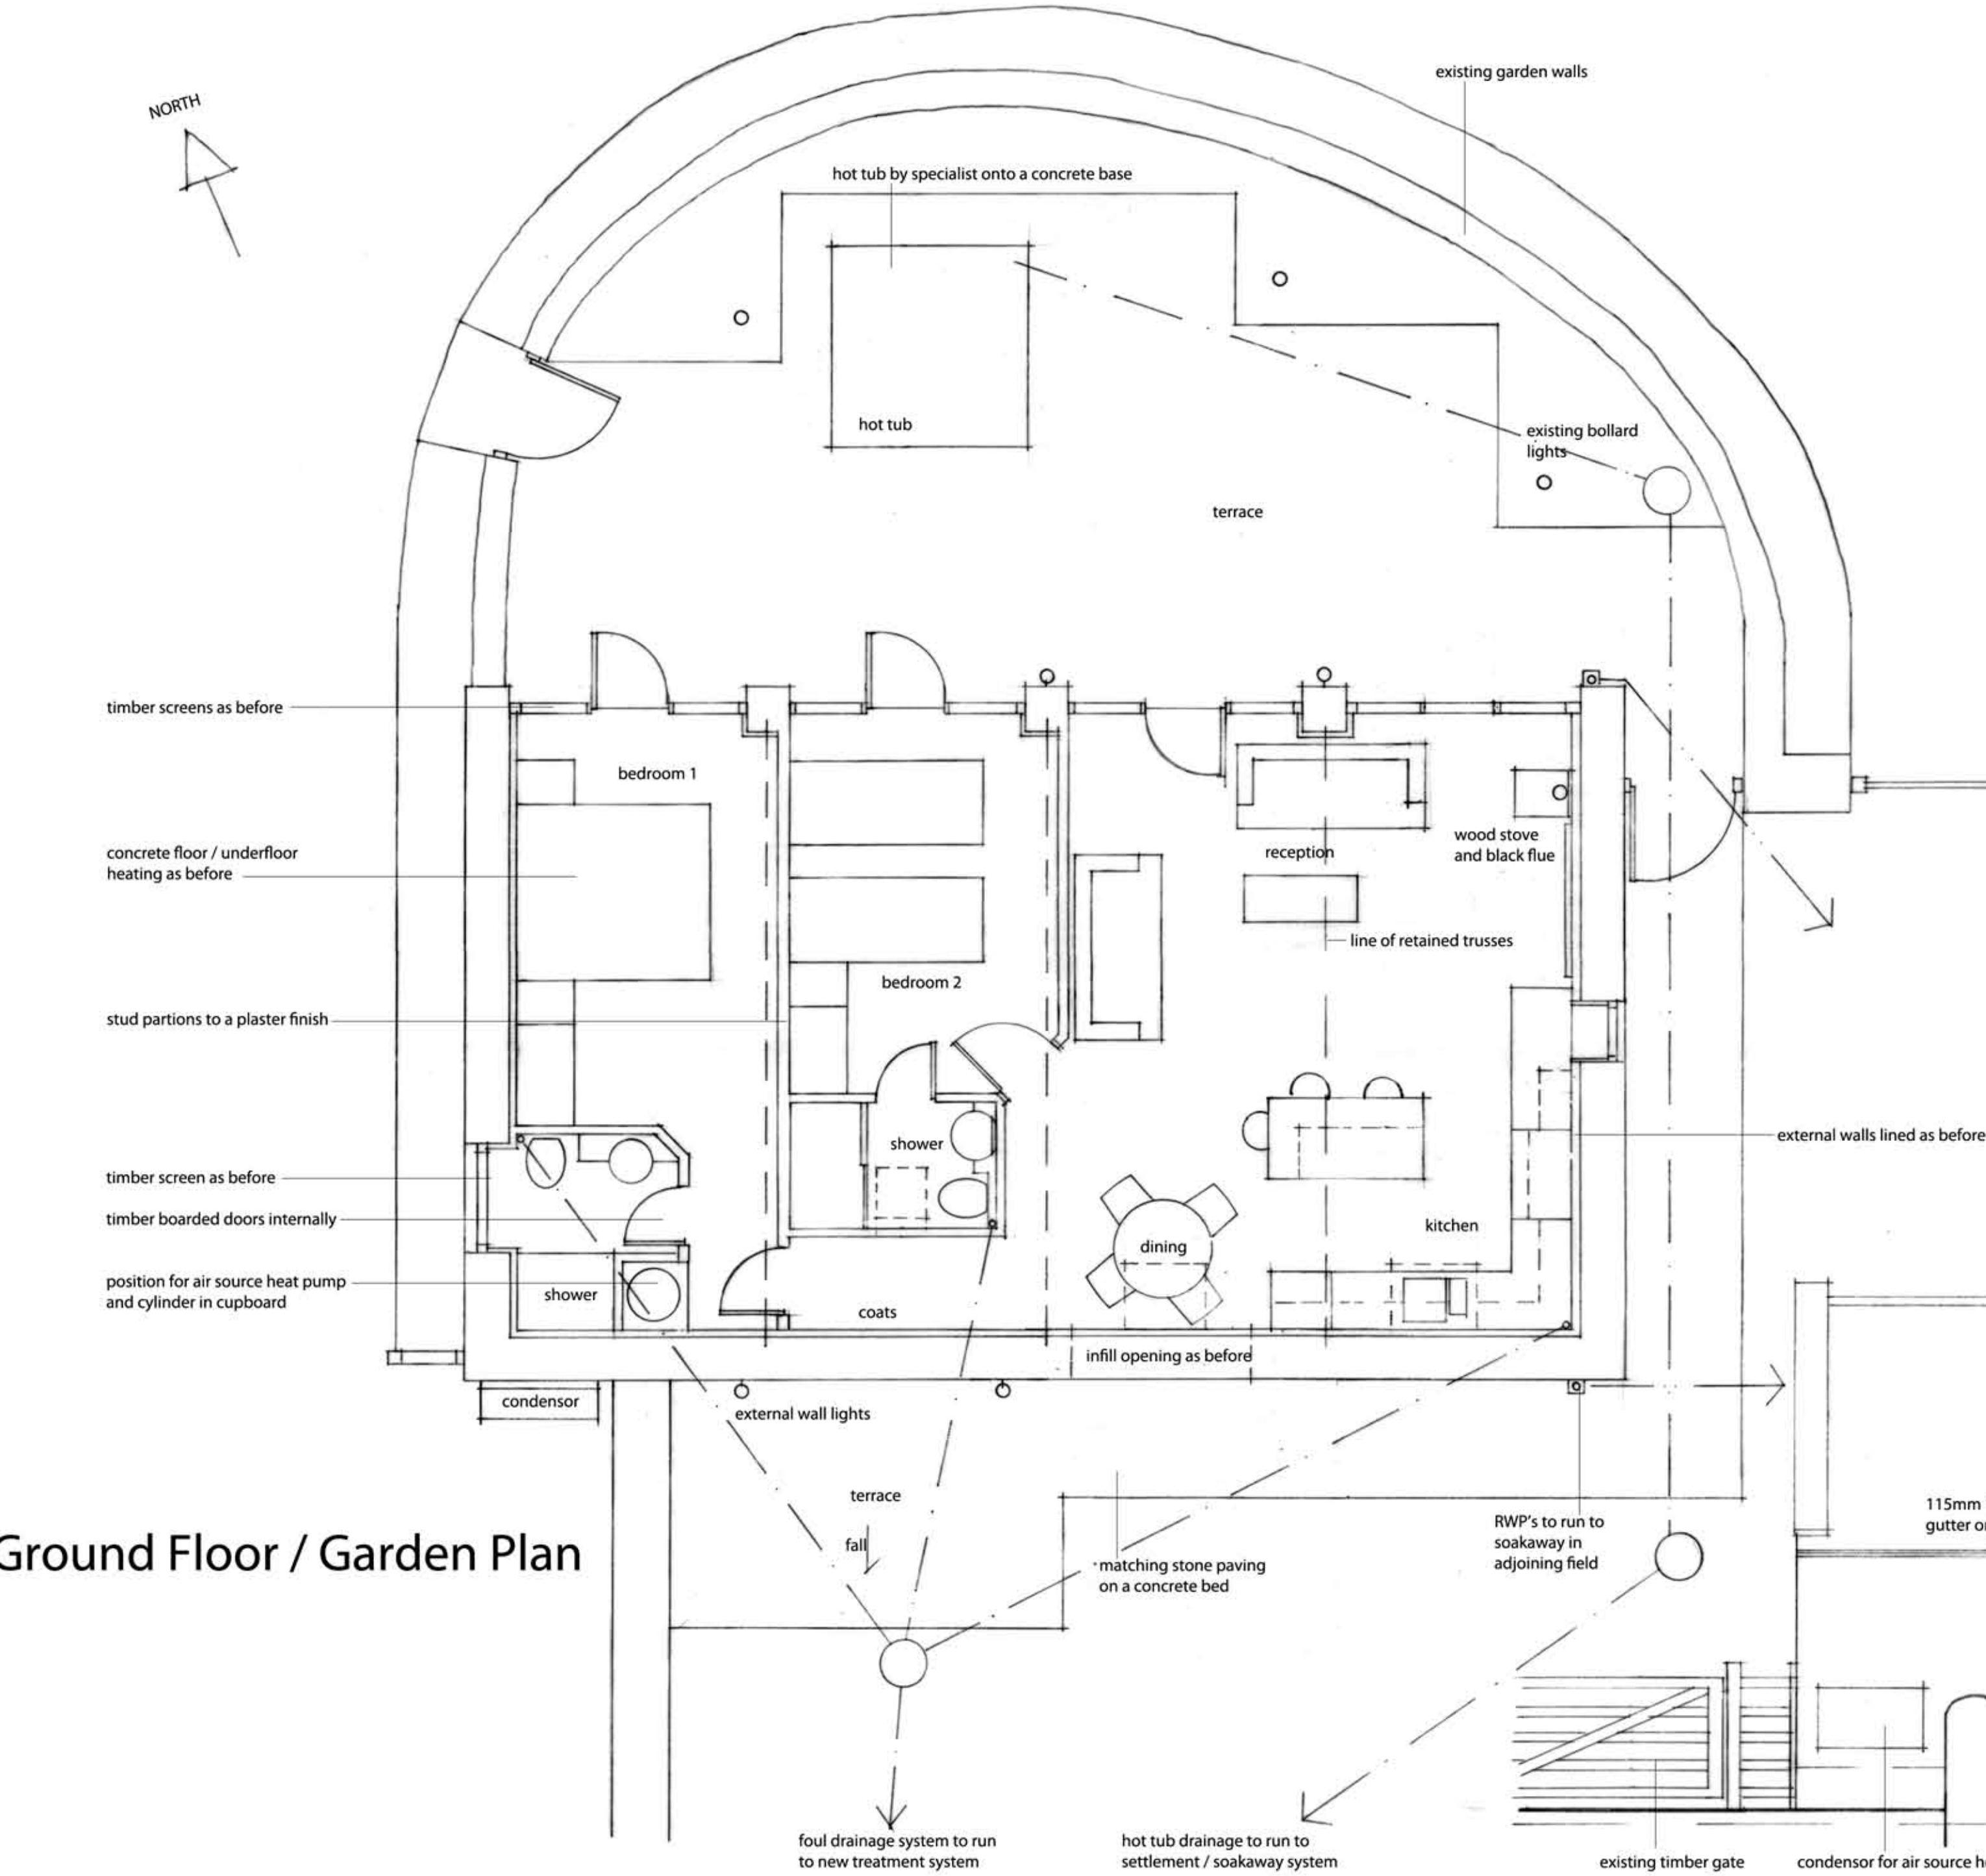 existing garden walls
NORTH
hot tub by specialist onto a concrete base
hot tub
existing bollard
lights
terrace
timber screens as before
bedroom 1
wood stove
and black flue
concrete floor / underfloor
heating as before
reception
line of retained trusses
bedroom 2
stud partions to a plaster finish
shower
external walls lined as before
timber screen as before
timber boarded doors internally
kitchen
dining
position for air source heat pump
and cylinder in cupboard
shower
coats
infill opening as before
condensor
external wall lights
terrace
fall
Ground Floor / Garden Plan
matching stone paving
on a concrete bed
RWP's to run to
soakaway in
adjoining field
115mm
gutter
foul drainage system to run
to new treatment system
hot tub drainage to run to
settlement / soakaway system
existing timber gate
condensor for air source